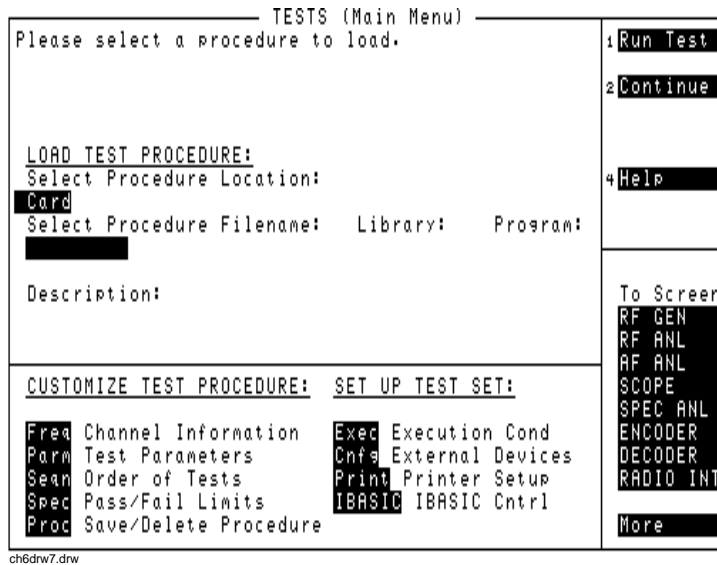 TESTS (Main Menu)
Please select a procedure to load.
LOAD TEST PROCEDURE:
Select Procedure Location:
Card
Select Procedure Filename: Library: Program:
Description:
CUSTOMIZE TEST PROCEDURE:
Freq Channel Information
Parm Test Parameters
Seqn Order of Tests
Spec Pass/Fail Limits
Proc Save/Delete Procedure
SET UP TEST SET:
Exec Execution Cond
Cnfg External Devices
Print Printer Setup
IBASIC IBASIC Cntrl
1 Run Test
2 Continue
4 Help
To Screen
RF GEN
RF ANL
AF ANL
SCOPE
SPEC ANL
ENCODER
DECODER
RADIO INT
More
ch6drw7.drw